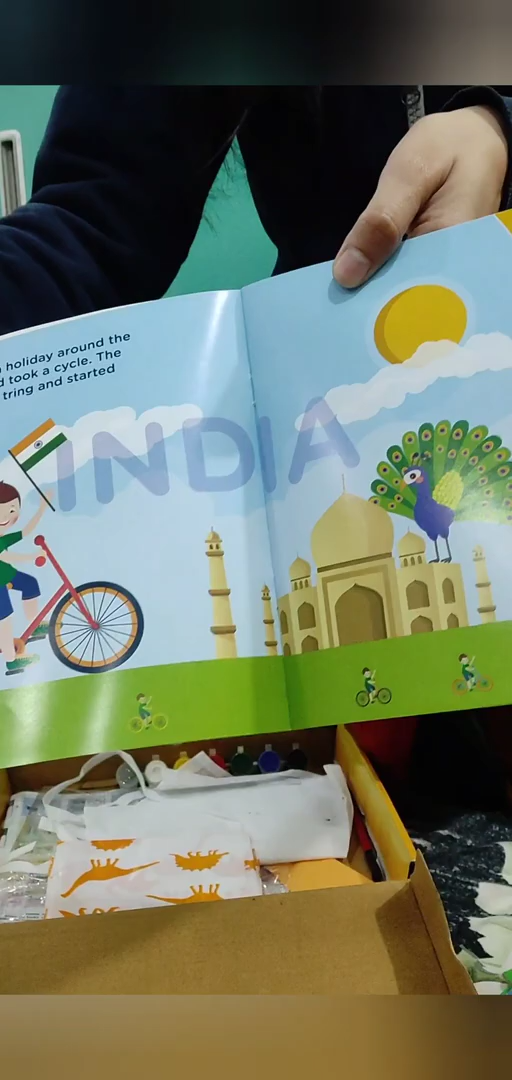 holiday around the
took a cycle. The
tring and started
INDIA